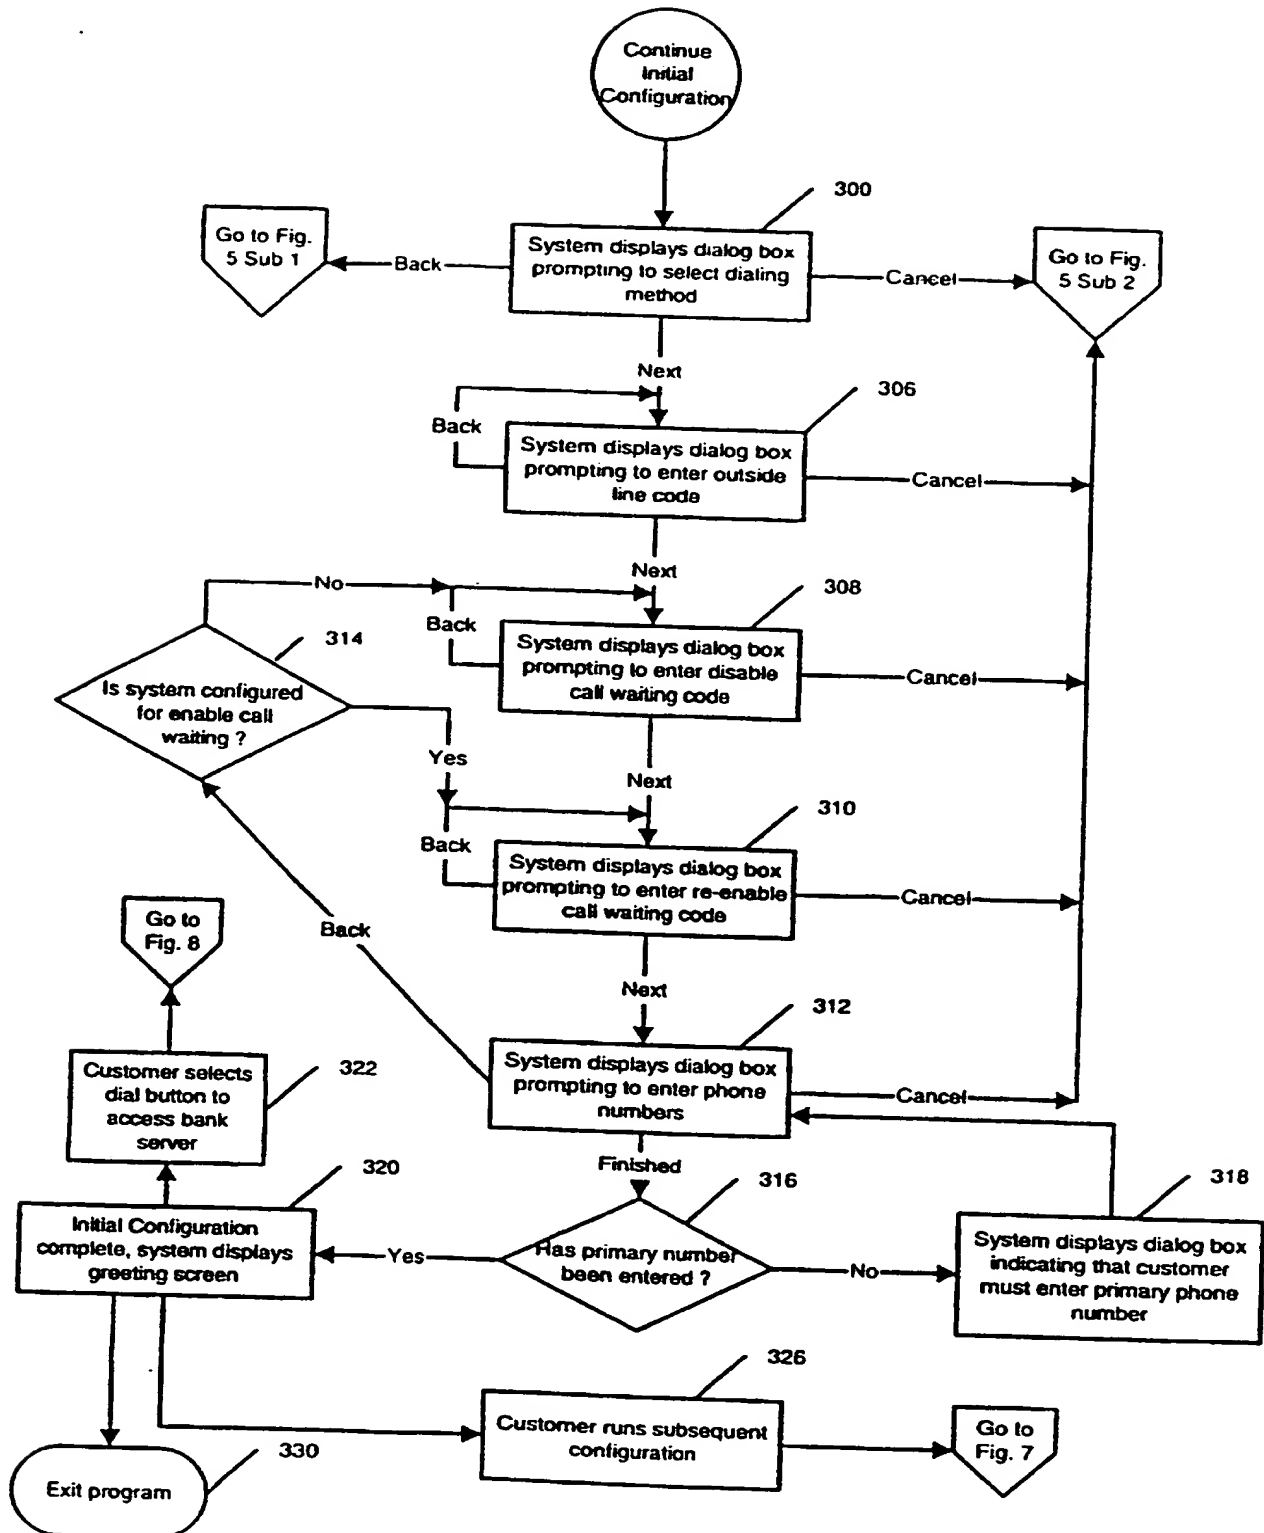 Continue
Initial
Configuration
300
Go to Fig.
5 Sub 1
Back
System displays dialog box
prompting to select dialing
method
Cancel
Go to Fig.
5 Sub 2
Next
306
Back
System displays dialog box
prompting to enter outside
line code
Cancel
Next
No
308
Back
314
System displays dialog box
prompting to enter disable
call waiting code
Cancel
Is system configured
for enable call
waiting ?
Yes
Next
310
Back
System displays dialog box
prompting to enter re-enable
call waiting code
Cancel
Go to
Fig. 8
Back
Next
312
System displays dialog box
prompting to enter phone
numbers
Cancel
Customer selects
dial button to
access bank
server
322
Finished
320
316
318
Initial Configuration
complete, system displays
greeting screen
Yes
Has primary number
been entered ?
No
System displays dialog box
indicating that customer
must enter primary phone
number
326
Customer runs subsequent
configuration
Go to
Fig. 7
330
Exit program